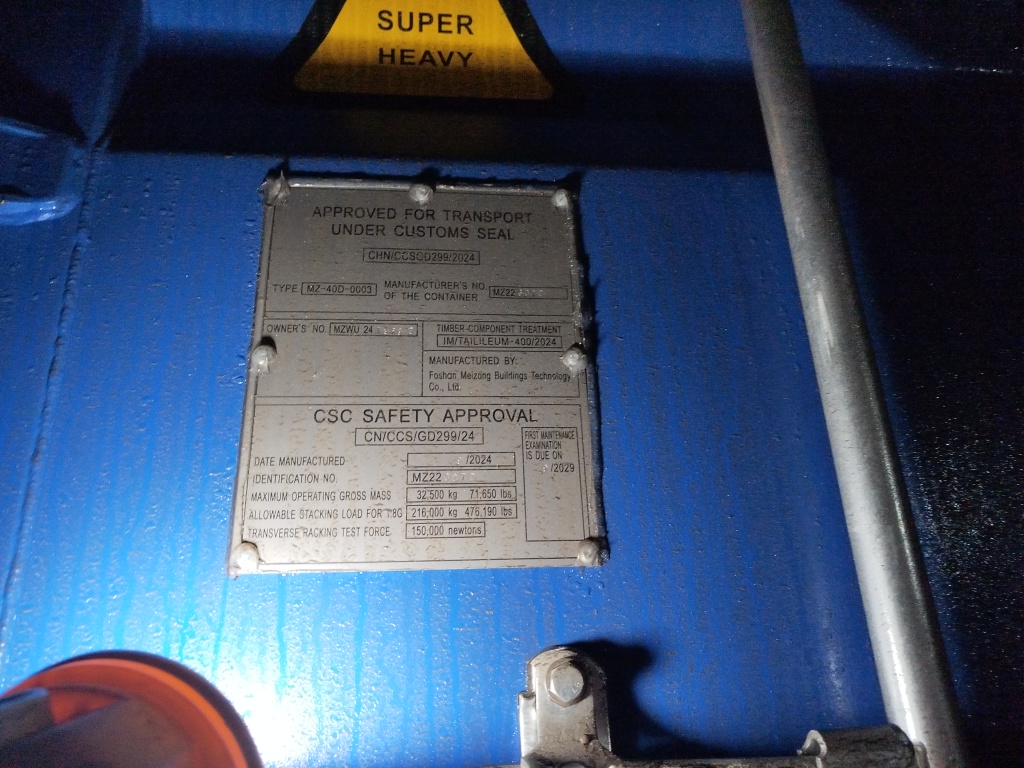 SUPER
HEAVY
APPROVED FOR TRANSPORT
UNDER CUSTOMS SEAL
CHN/CCSGD299/2024
TYPE MZ-40D-0003 MANUFACTURER'S NO.
OF THE CONTAINER MZ22
OWNER'S NO. MZWU 24
TIMBER-COMPONENT TREATMENT
IM/TAILILEUM-400/2024
MANUFACTURED BY:
Foshan Meizang Buildings Technology
Co., Ltd.
CSC SAFETY APPROVAL
CN/CCS/GD299/24
DATE MANUFACTURED /2024
IDENTIFICATION NO. MZ22
MAXIMUM OPERATING GROSS MASS 32,500 kg 71,650 lbs
ALLOWABLE STACKING LOAD FOR 1.8G 216,000 kg 476,190 lbs
TRANSVERSE RACKING TEST FORCE 150,000 newtons
FIRST MAINTENANCE
EXAMINATION
IS DUE ON
/2029